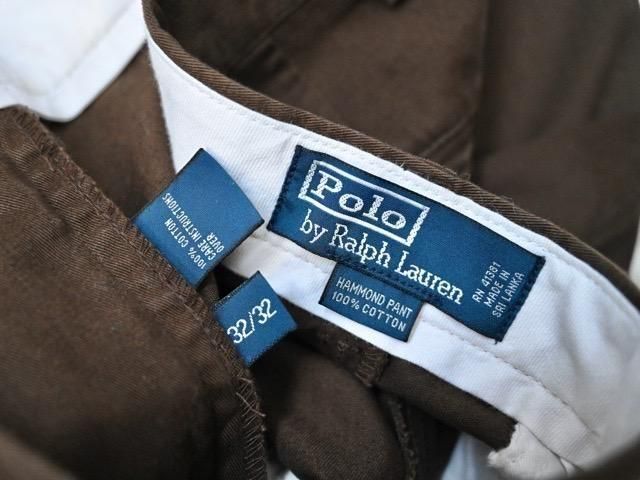 Polo
by Ralph Lauren
RN 41381
MADE IN
SRI LANKA
HAMMOND PANT
100% COTTON
100% COTTON
CARE INSTRUCTIONS
OVER
32/32